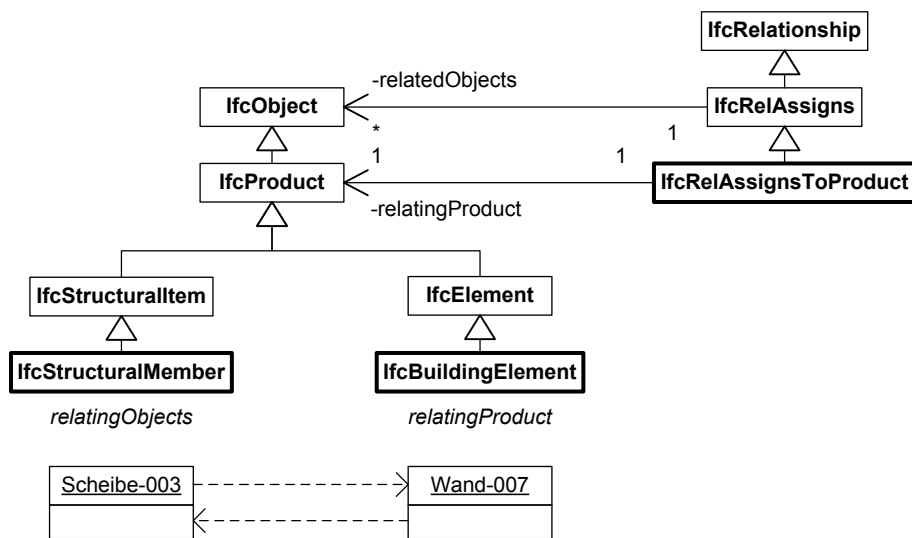 IfcRelationship
-relatedObjects
IfcObject
IfcRelAssigns
*
1
1
1
IfcProduct
IfcRelAssignsToProduct
-relatingProduct
IfcStructuralItem
IfcElement
IfcStructuralMember
IfcBuildingElement
relatingObjects
relatingProduct
Scheibe-003
Wand-007